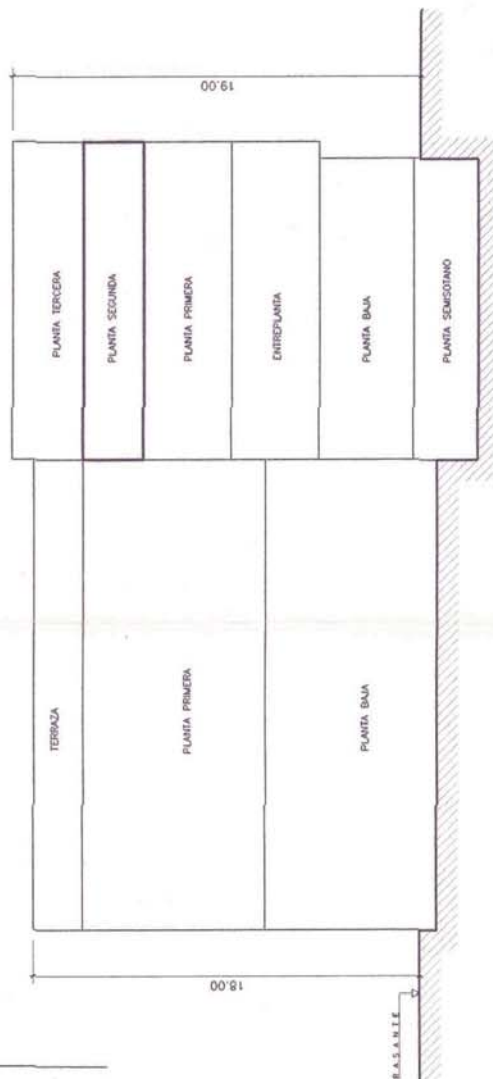 19.00
PLANTA TERCERA
PLANTA SEGUNDA
PLANTA PRIMERA
ENTREPLANTA
PLANTA BAJA
PLANTA SEMISOTANO
TERRAZA
PLANTA PRIMERA
PLANTA BAJA
18.00
RASANTE